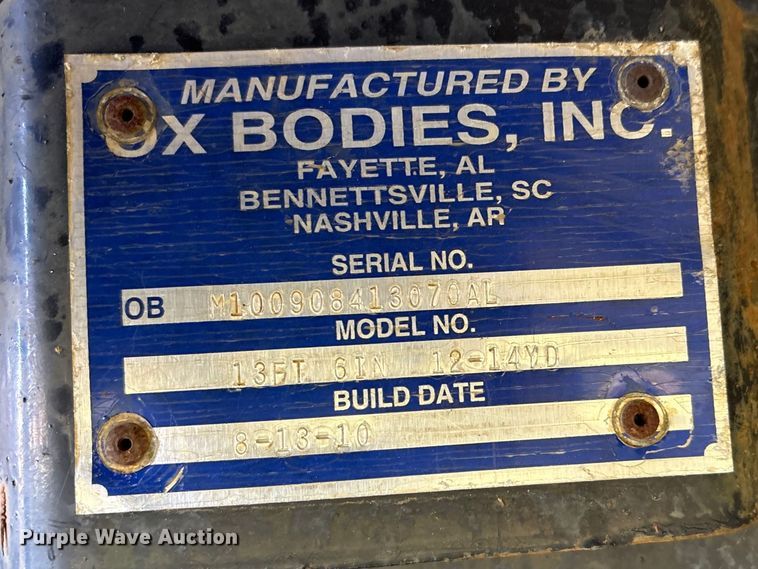 MANUFACTURED BY
OX BODIES, INC.
FAYETTE, AL
BENNETTSVILLE, SC
NASHVILLE, AR
SERIAL NO.
OB M100908413070AL
MODEL NO.
13FT 6IN 12-14YD
BUILD DATE
8-13-10
Purple Wave Auction